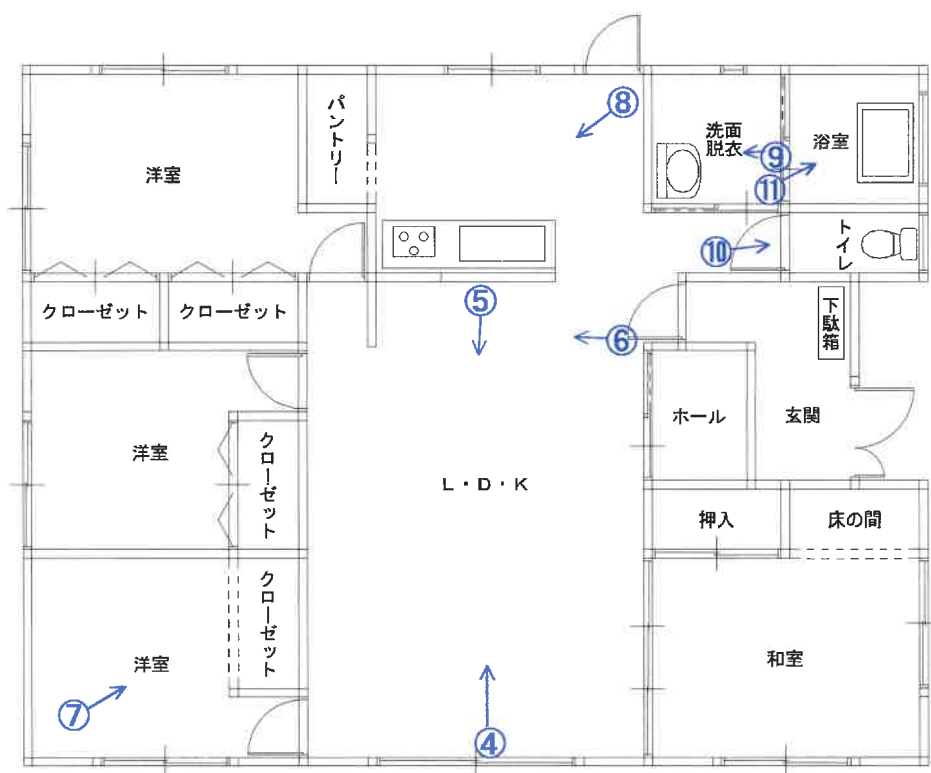 パントリー
⑧
洗面
脱衣
⑨
⑪
浴室
洋室
⑩
トイレ
クローゼット
クローゼット
⑤
⑥
下駄箱
洋室
クローゼット
L・D・K
ホール
玄関
押入
床の間
洋室
クローゼット
和室
⑦
④